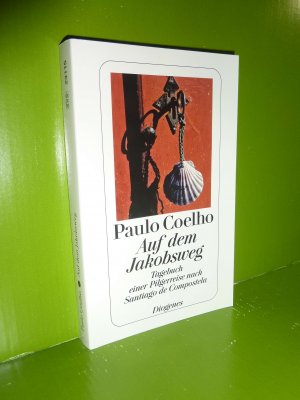 Paulo Coelho
Auf dem
Jakobsweg
Tagebuch
einer Pilgerreise nach
Santiago de Compostela
Diogenes